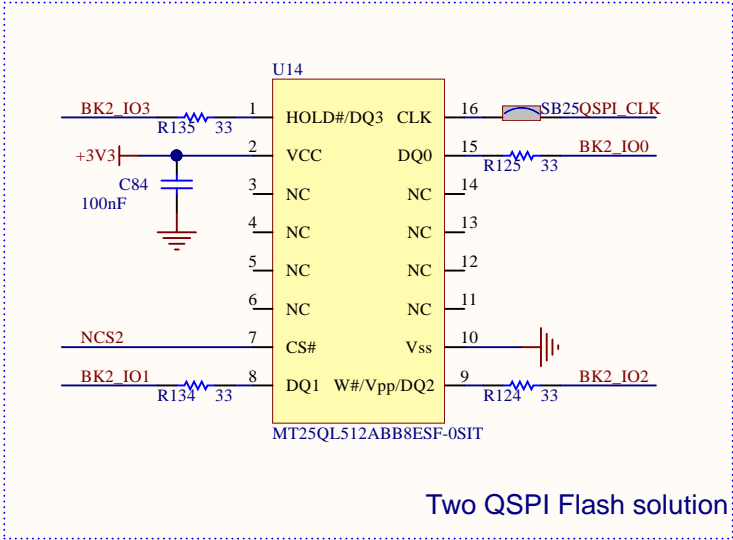 U14
BK2_IO3 R135 33 1 HOLD#/DQ3 CLK 16 SB25 QSPI_CLK
+3V3 2 VCC DQ0 15 R125 33 BK2_IO0
C84
100nF
3 NC NC 14
4 NC NC 13
5 NC NC 12
6 NC NC 11
NCS2 7 CS# Vss 10
BK2_IO1 R134 33 8 DQ1 W#/Vpp/DQ2 9 R124 33 BK2_IO2
MT25QL512ABB8ESF-0SIT
Two QSPI Flash solution